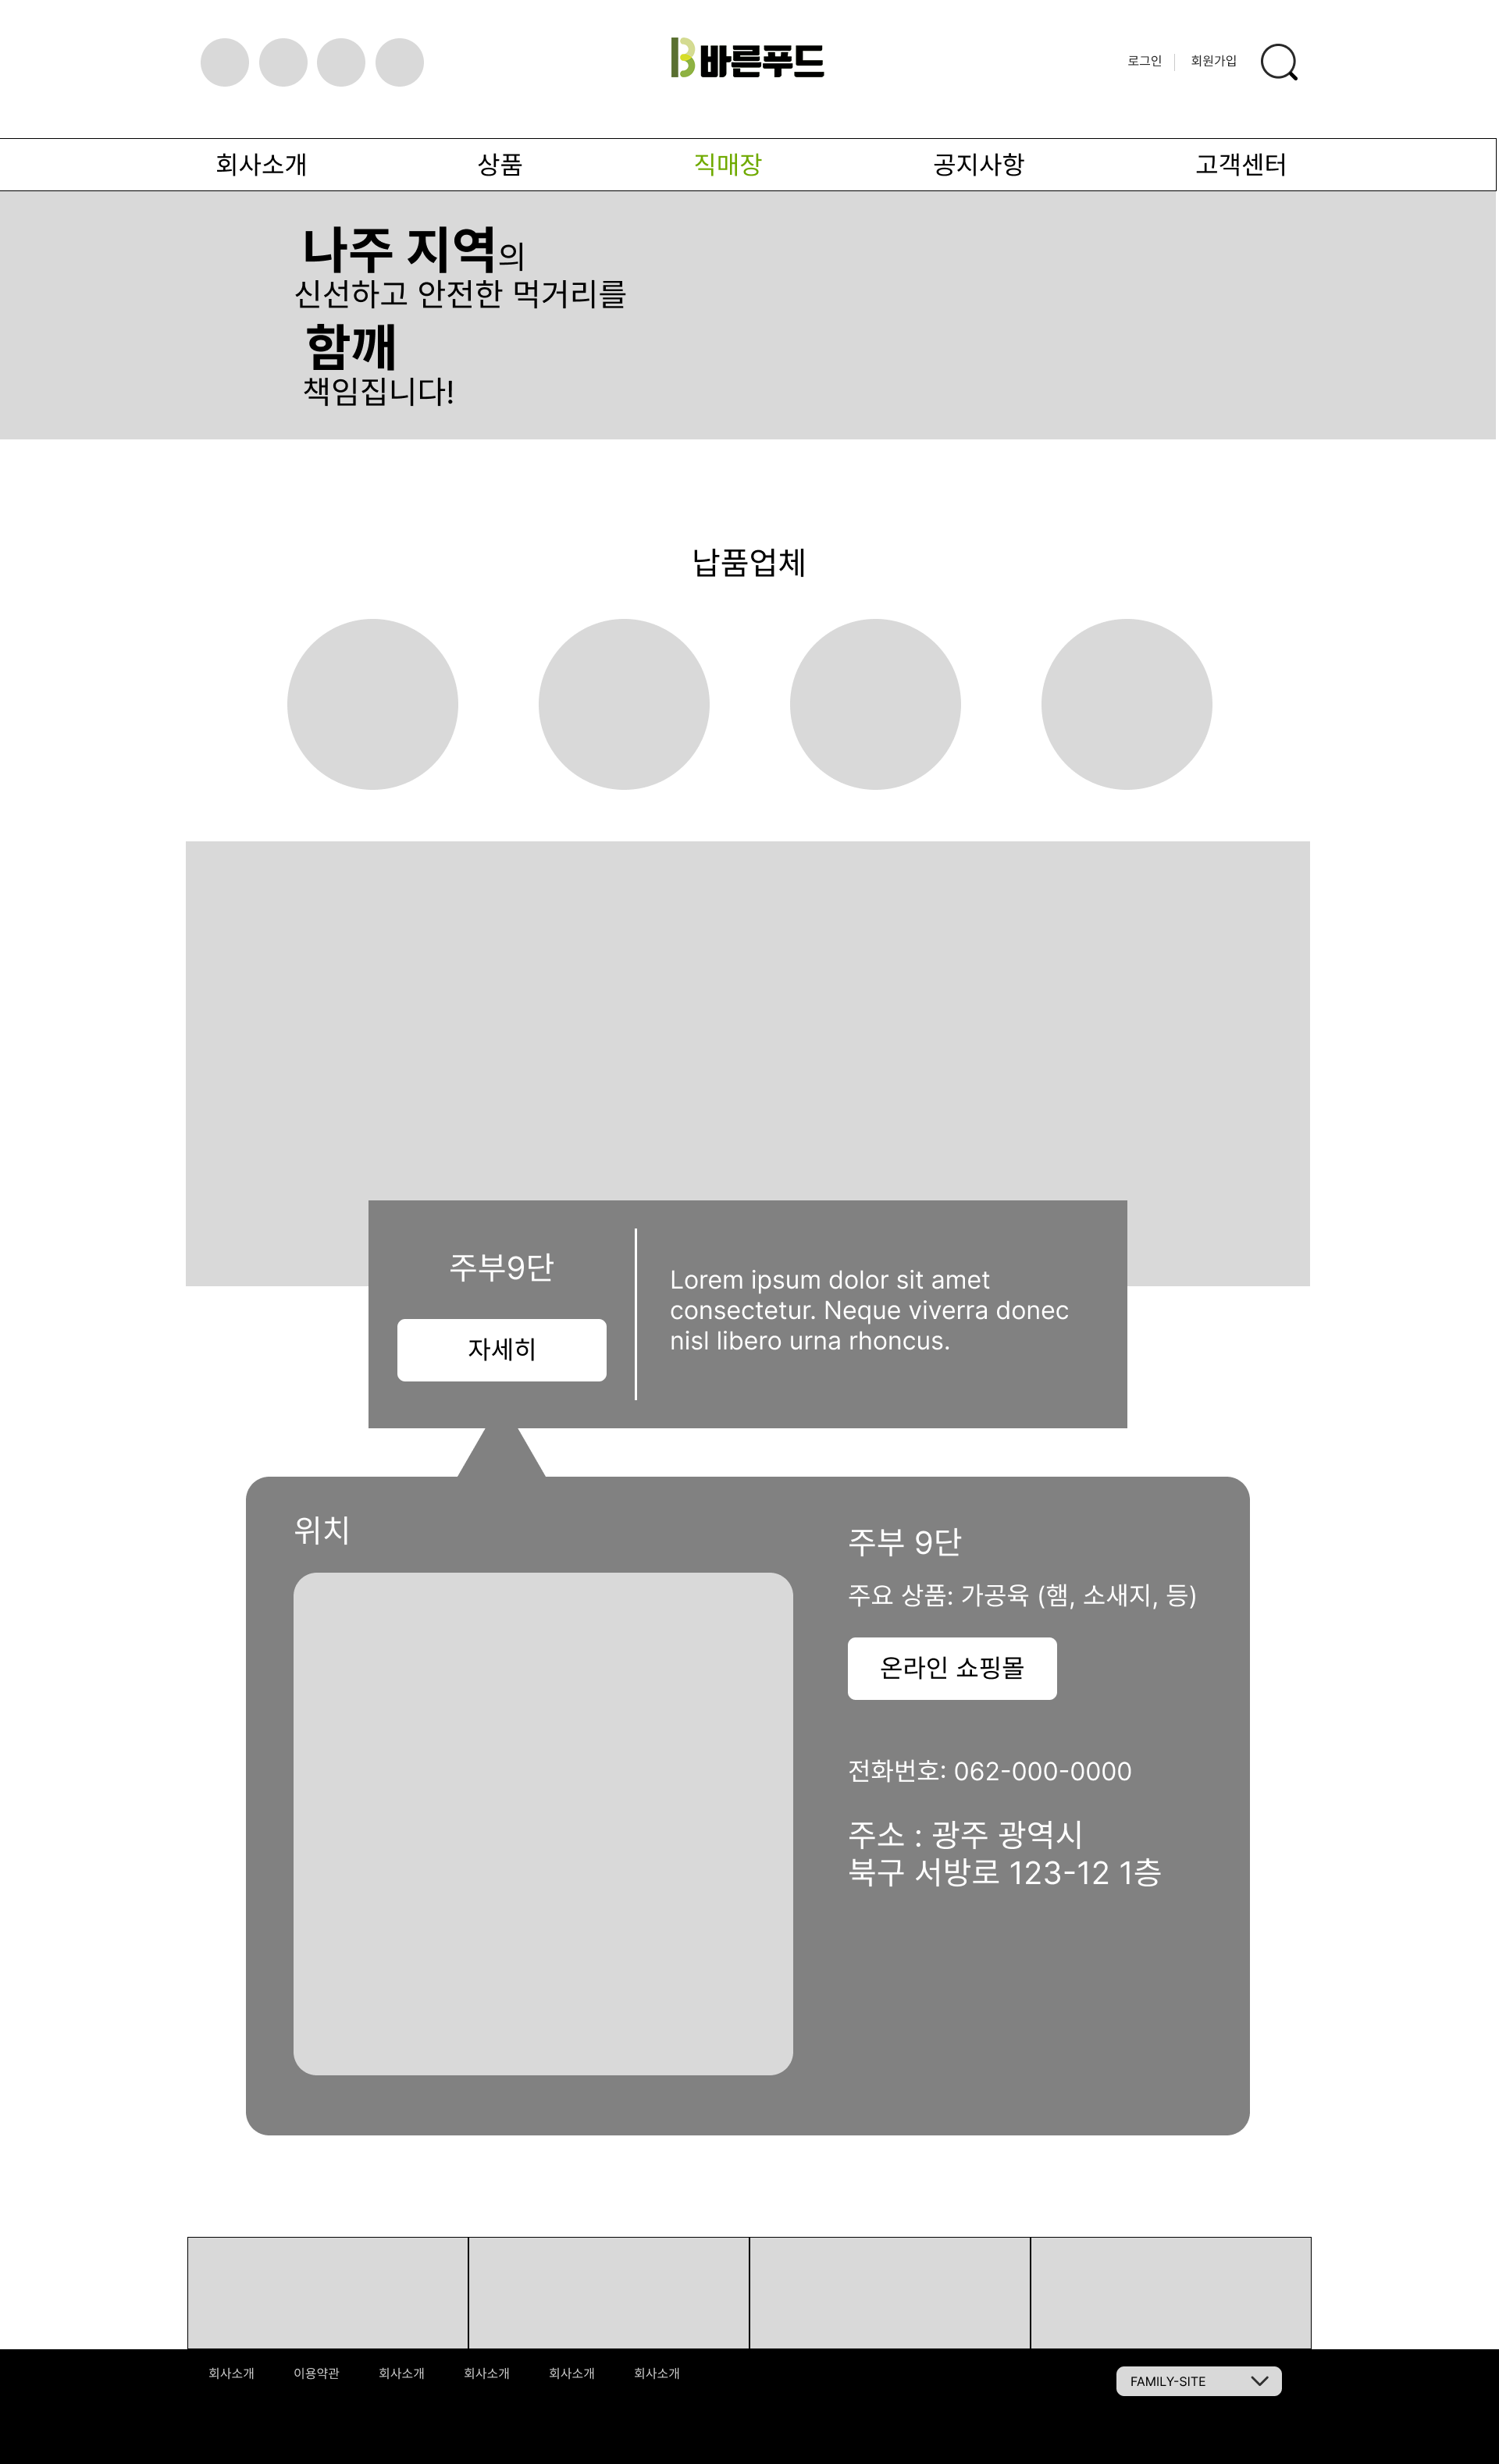 바른푸드
로그인
회원가입
회사소개
상품
직매장
공지사항
고객센터
나주 지역의
신선하고 안전한 먹거리를
함깨
책임집니다!
납품업체
주부9단
자세히
Lorem ipsum dolor sit amet
consectetur. Neque viverra donec
nisl libero urna rhoncus.
위치
주부 9단
주요 상품: 가공육 (햄, 소새지, 등)
온라인 쇼핑몰
전화번호: 062-000-0000
주소 : 광주 광역시
북구 서방로 123-12 1층
회사소개
이용약관
회사소개
회사소개
회사소개
회사소개
FAMILY-SITE